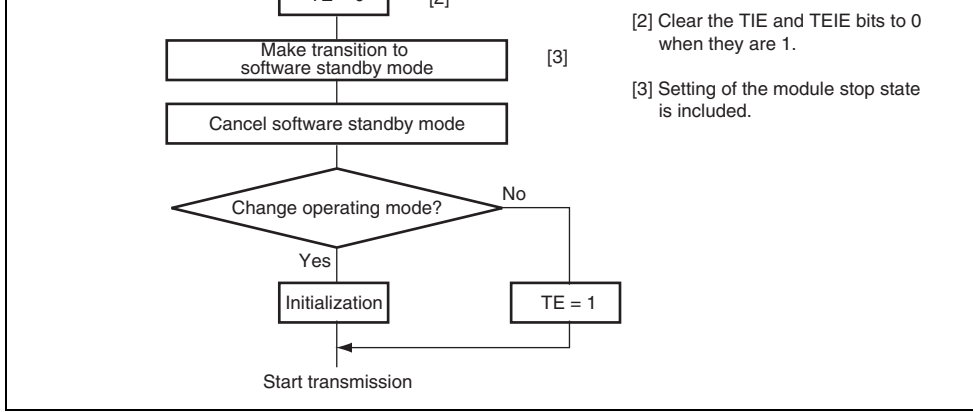 TE = 0
[2]
Make transition to
software standby mode
[3]
Cancel software standby mode
Change operating mode?
No
Yes
Initialization
TE = 1
Start transmission
[2] Clear the TIE and TEIE bits to 0
when they are 1.
[3] Setting of the module stop state
is included.